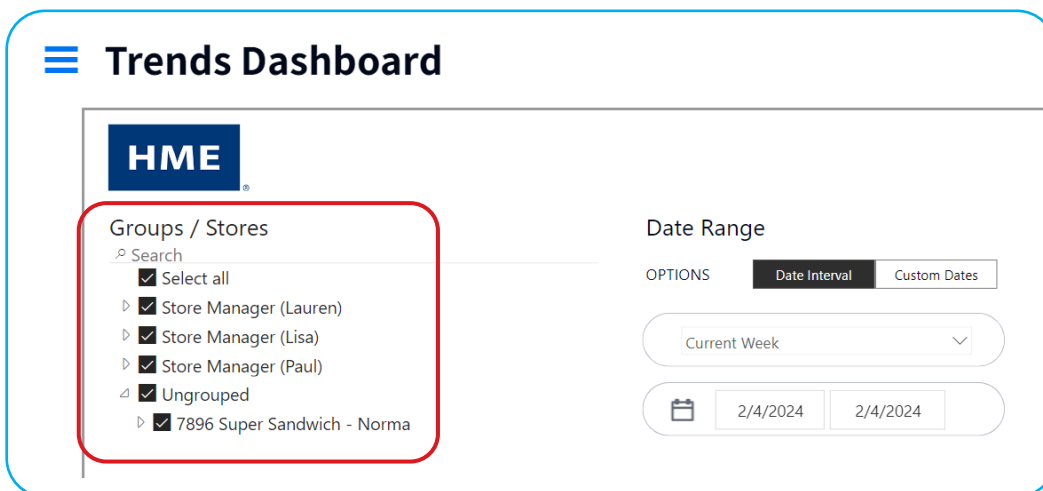 Trends Dashboard
HME
®
Groups / Stores
Search
Select all
Store Manager (Lauren)
Store Manager (Lisa)
Store Manager (Paul)
Ungrouped
7896 Super Sandwich - Norma
Date Range
OPTIONS Date Interval Custom Dates
Current Week
2/4/2024 2/4/2024